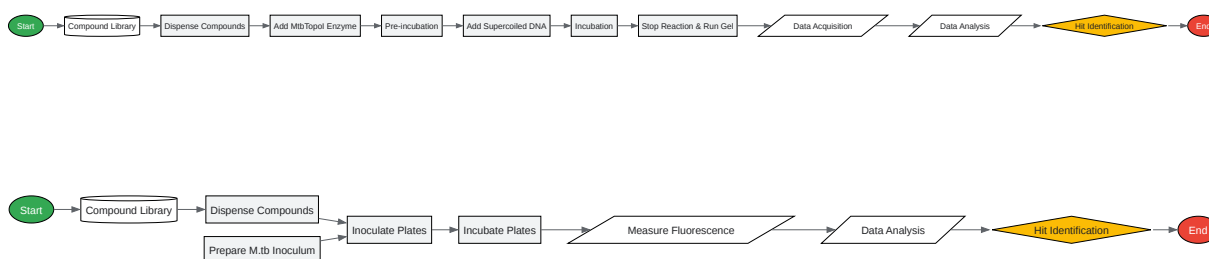 Start
Compound Library
Dispense Compounds
Add MtbTopoI Enzyme
Pre-incubation
Add Supercoiled DNA
Incubation
Stop Reaction & Run Gel
Data Acquisition
Data Analysis
Hit Identification
End
Start
Compound Library
Dispense Compounds
Prepare M.tb Inoculum
Inoculate Plates
Incubate Plates
Measure Fluorescence
Data Analysis
Hit Identification
End